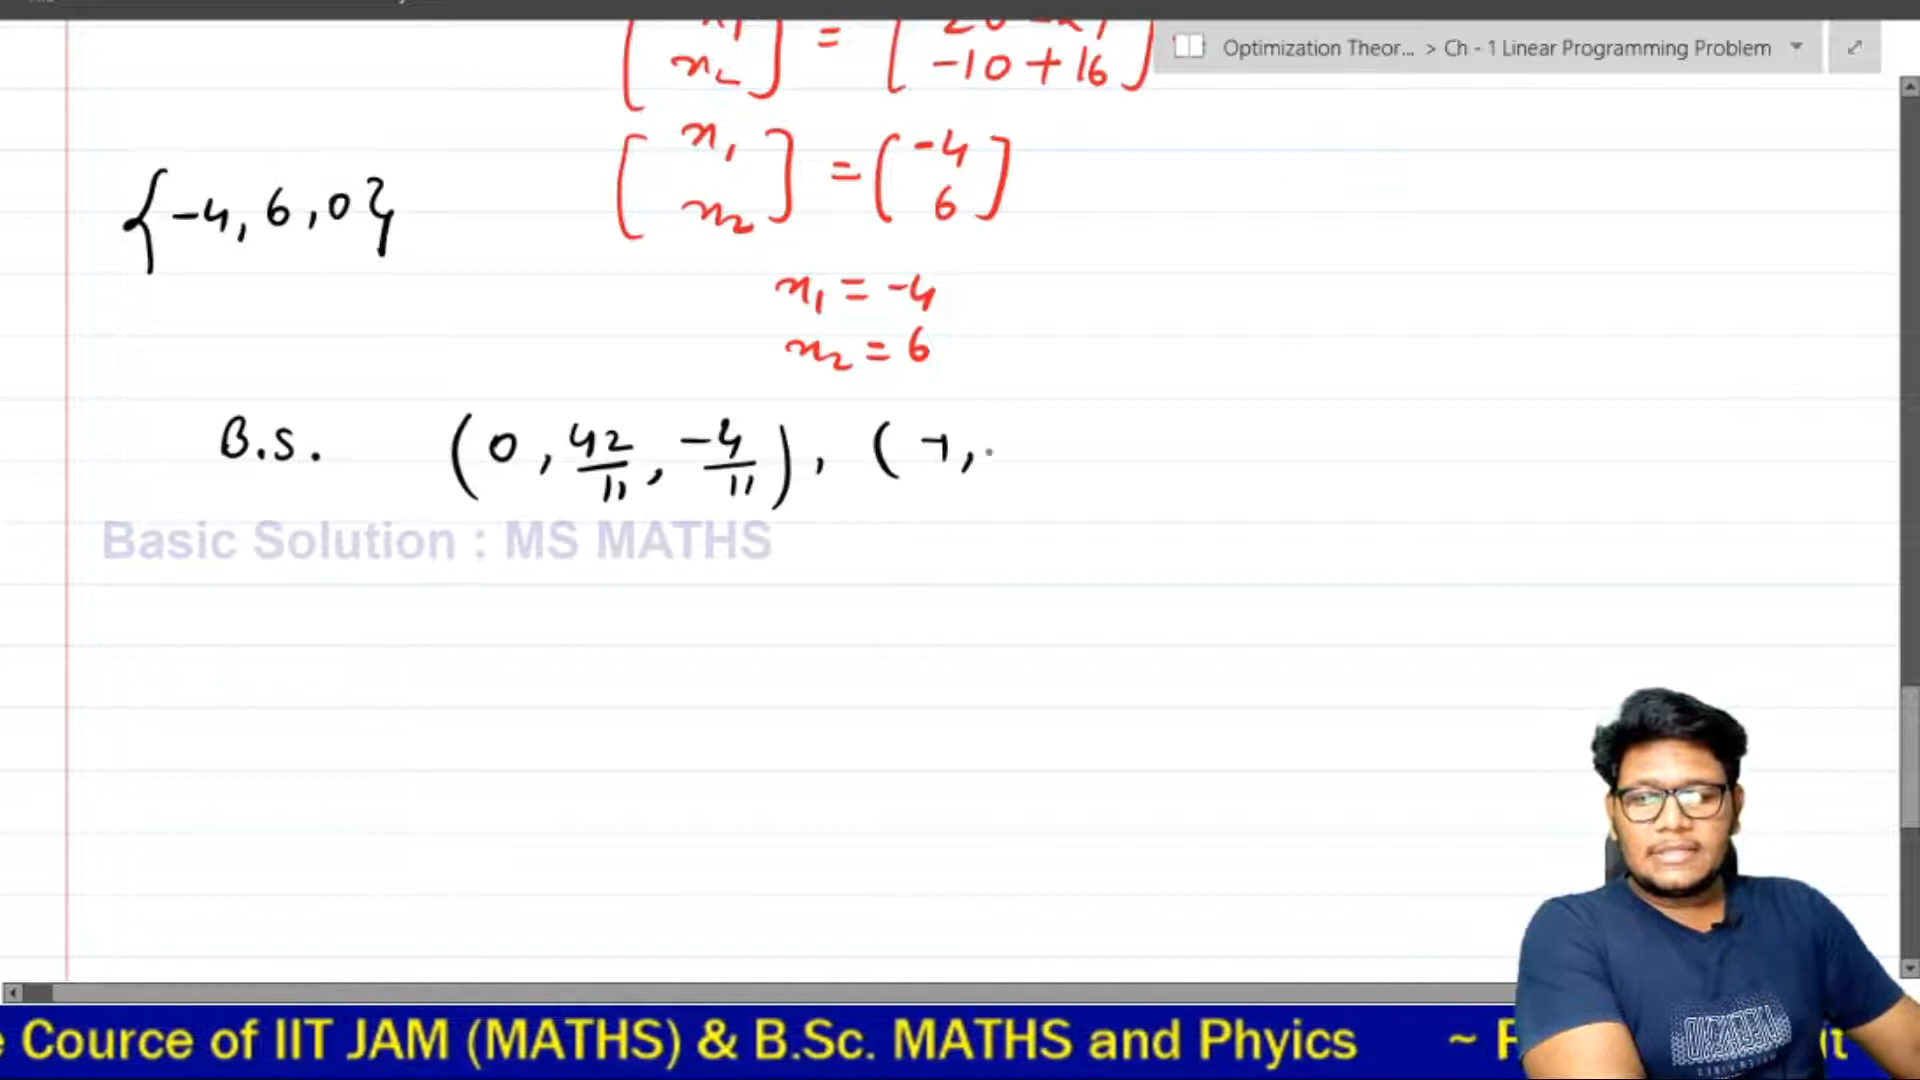 Optimization Theor... > Ch - 1 Linear Programming Problem
x₂ ] = [ -10 + 16 ]
[ x₁ x₂ ] = [ -4 6 ]
{-4, 6, 0}
x₁ = -4
x₂ = 6
B.S. (0, 42/11, -4/11), (7,
Basic Solution : MS MATHS
Cource of IIT JAM (MATHS) & B.Sc. MATHS and Phyics ~